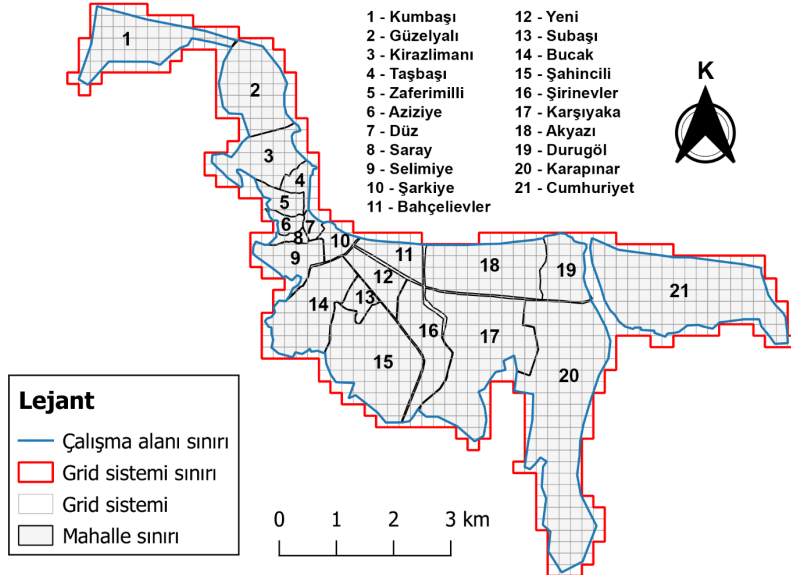 1 - Kumbaşı
2 - Güzelyalı
3 - Kirazlimanı
4 - Taşbaşı
5 - Zaferimilli
6 - Aziziye
7 - Düz
8 - Saray
9 - Selimiye
10 - Şarkiye
11 - Bahçelievler
12 - Yeni
13 - Subaşı
14 - Bucak
15 - Şahincili
16 - Şirinevler
17 - Karşıyaka
18 - Akyazı
19 - Durugöl
20 - Karapınar
21 - Cumhuriyet
K
1
2
3
4
5
6
7
8
9
10
11
12
13
14
15
16
17
18
19
20
21
Lejant
Çalışma alanı sınırı
Grid sistemi sınırı
Grid sistemi
Mahalle sınırı
0 1 2 3 km